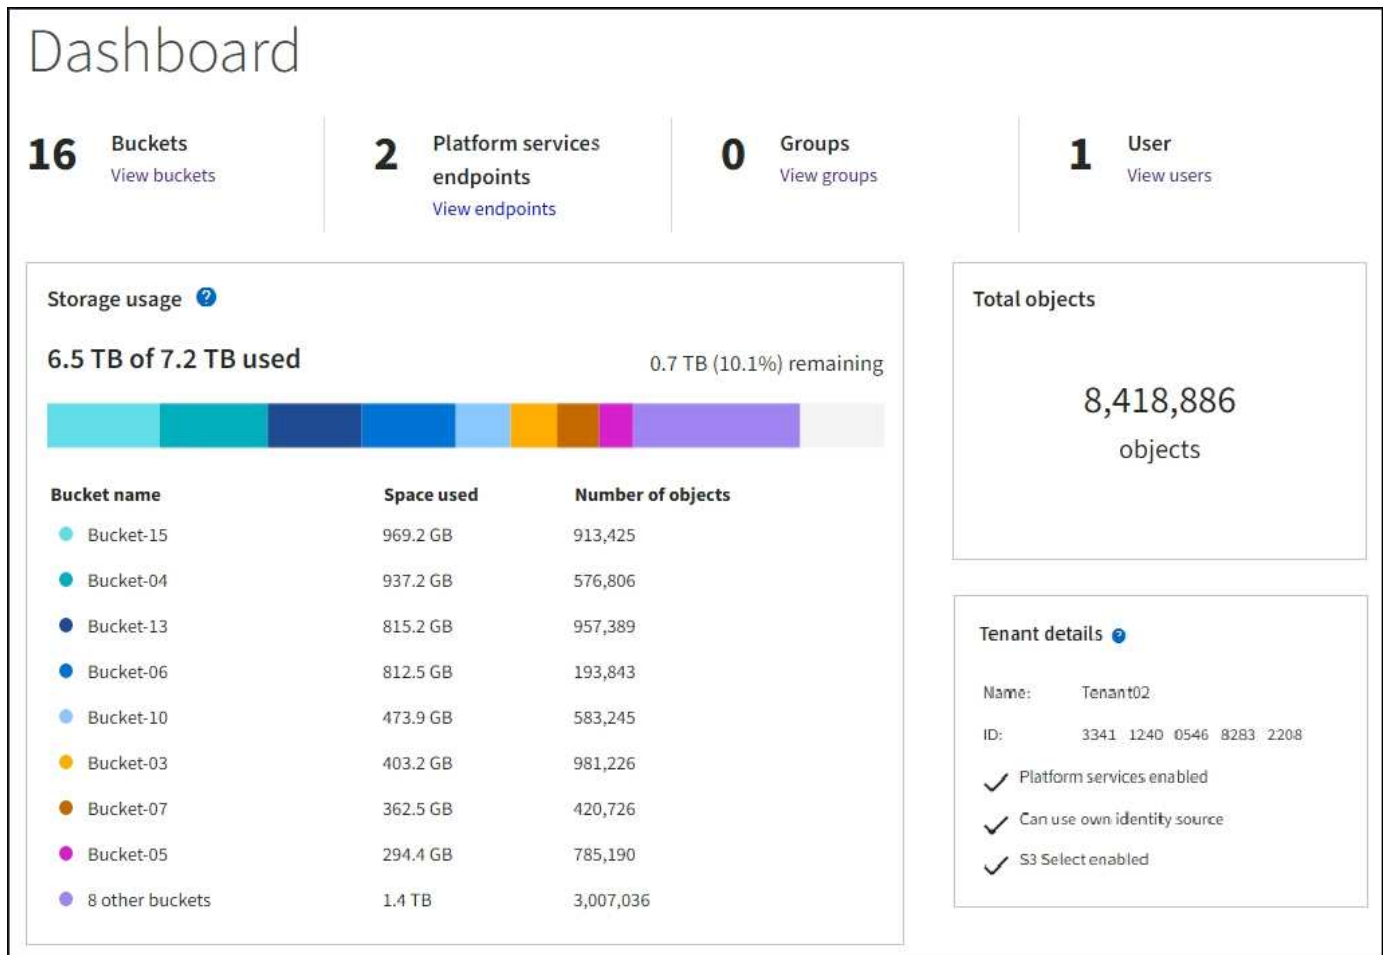 Dashboard
16 Buckets
View buckets
2 Platform services
endpoints
View endpoints
0 Groups
View groups
1 User
View users
Storage usage ?
6.5 TB of 7.2 TB used
0.7 TB (10.1%) remaining
Bucket name Space used Number of objects
Bucket-15 969.2 GB 913,425
Bucket-04 937.2 GB 576,806
Bucket-13 815.2 GB 957,389
Bucket-06 812.5 GB 193,843
Bucket-10 473.9 GB 583,245
Bucket-03 403.2 GB 981,226
Bucket-07 362.5 GB 420,726
Bucket-05 294.4 GB 785,190
8 other buckets 1.4 TB 3,007,036
Total objects
8,418,886
objects
Tenant details ?
Name: Tenant02
ID: 3341 1240 0546 8283 2208
Platform services enabled
Can use own identity source
S3 Select enabled